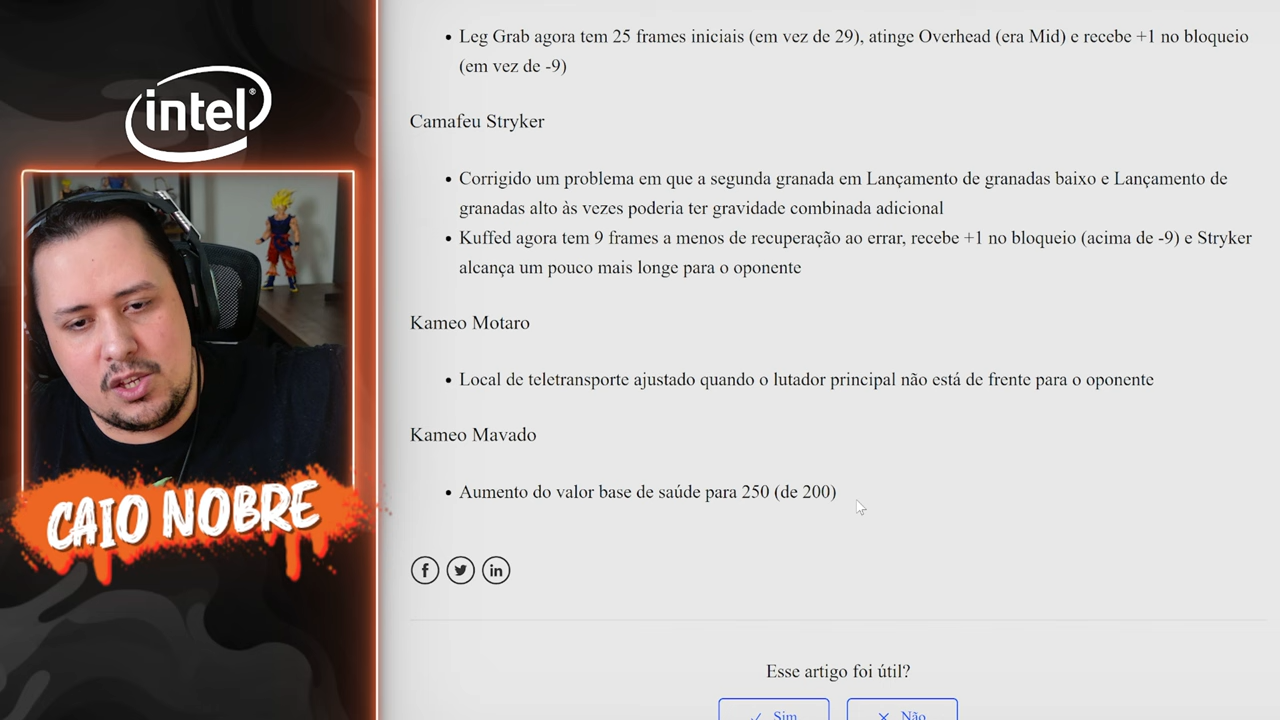 intel®
CAIO NOBRE
• Leg Grab agora tem 25 frames iniciais (em vez de 29), atinge Overhead (era Mid) e recebe +1 no bloqueio
(em vez de -9)
Camafeu Stryker
• Corrigido um problema em que a segunda granada em Lançamento de granadas baixo e Lançamento de
granadas alto às vezes poderia ter gravidade combinada adicional
• Kuffed agora tem 9 frames a menos de recuperação ao errar, recebe +1 no bloqueio (acima de -9) e Stryker
alcança um pouco mais longe para o oponente
Kameo Motaro
• Local de teletransporte ajustado quando o lutador principal não está de frente para o oponente
Kameo Mavado
• Aumento do valor base de saúde para 250 (de 200)
Esse artigo foi útil?
Sim
Não